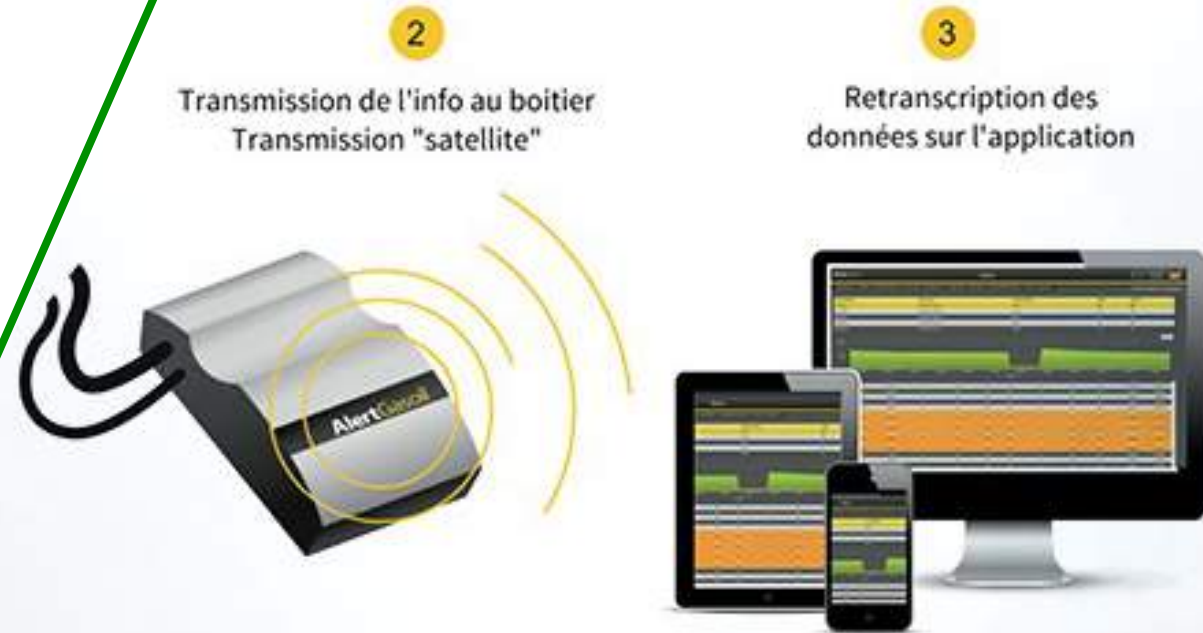 2
Transmission de l'info au boitier
Transmission "satellite"
3
Retranscription des
données sur l'application
AlertGasoil